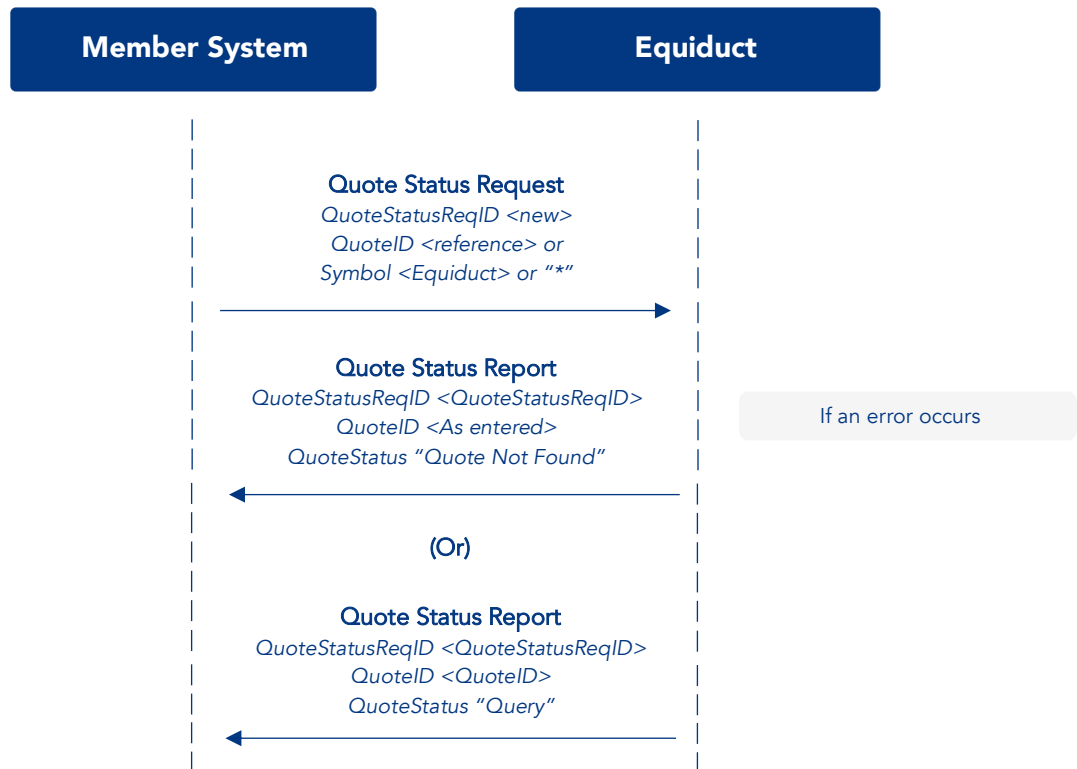 Member System
Equiduct
Quote Status Request
QuoteStatusReqID <new>
QuoteID <reference> or
Symbol <Equiduct> or “*”
Quote Status Report
QuoteStatusReqID <QuoteStatusReqID>
QuoteID <As entered>
QuoteStatus “Quote Not Found”
If an error occurs
(Or)
Quote Status Report
QuoteStatusReqID <QuoteStatusReqID>
QuoteID <QuoteID>
QuoteStatus “Query”